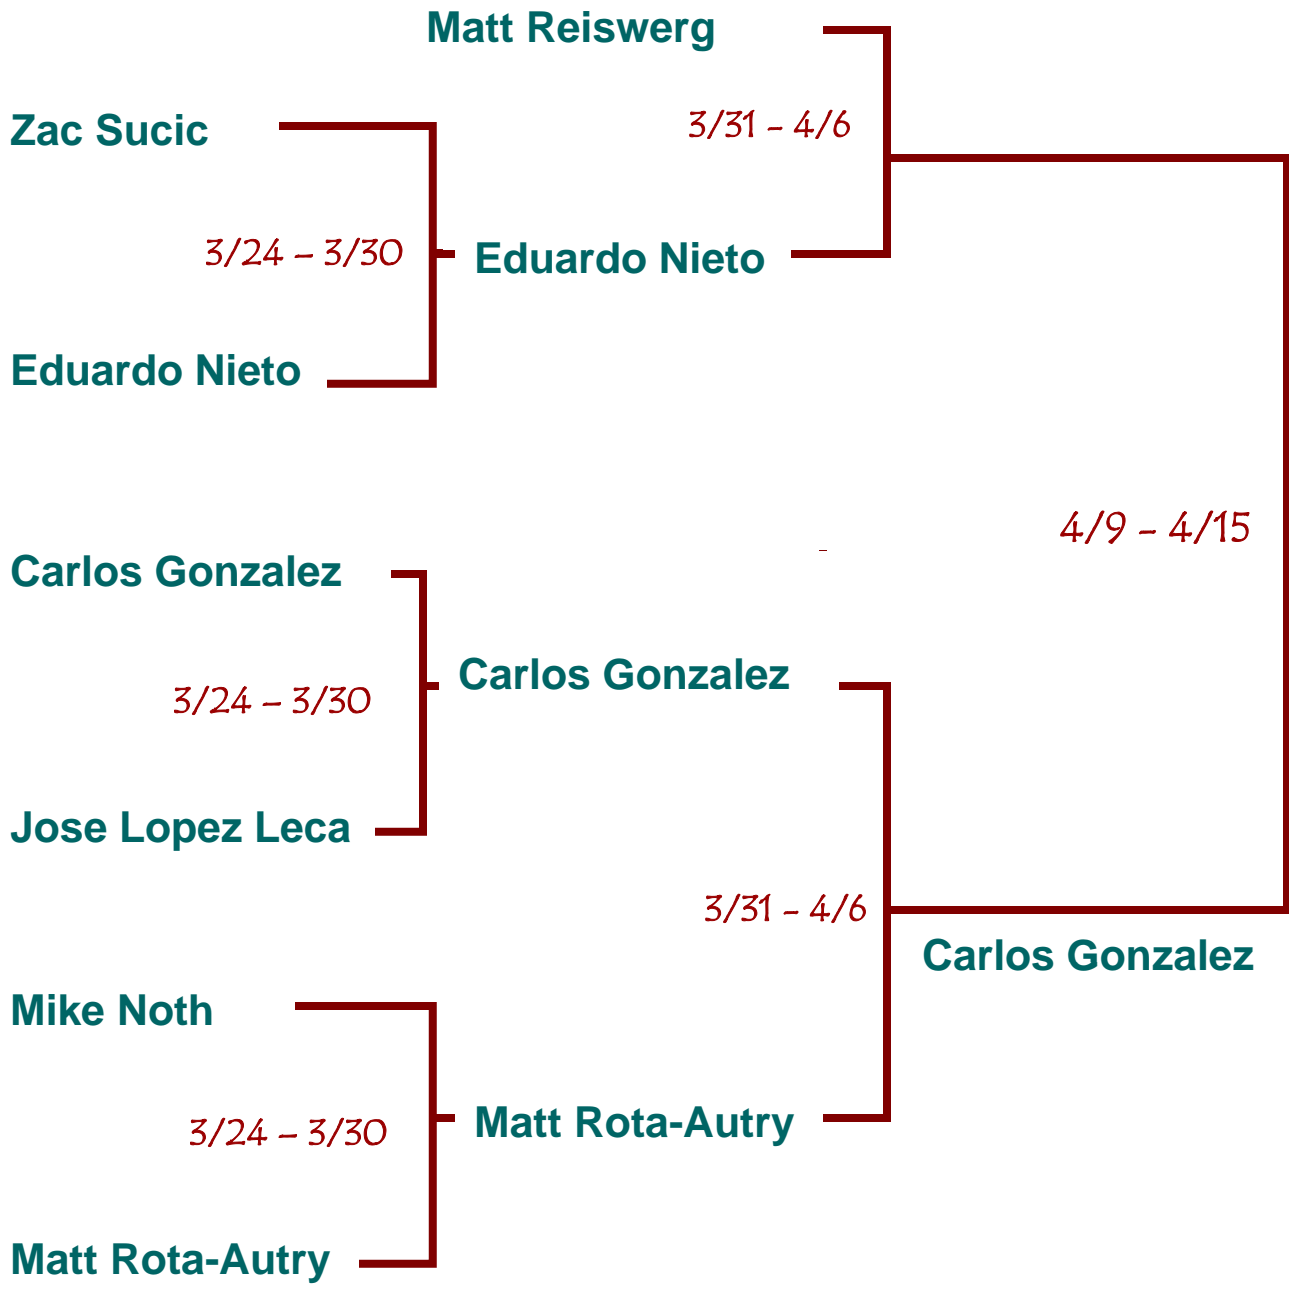 Matt Reiswerg
3/31 - 4/6
Zac Sucic
3/24 - 3/30
Eduardo Nieto
Eduardo Nieto
4/9 - 4/15
Carlos Gonzalez
Carlos Gonzalez
3/24 - 3/30
Jose Lopez Leca
3/31 - 4/6
Carlos Gonzalez
Mike Noth
Matt Rota-Autry
3/24 - 3/30
Matt Rota-Autry